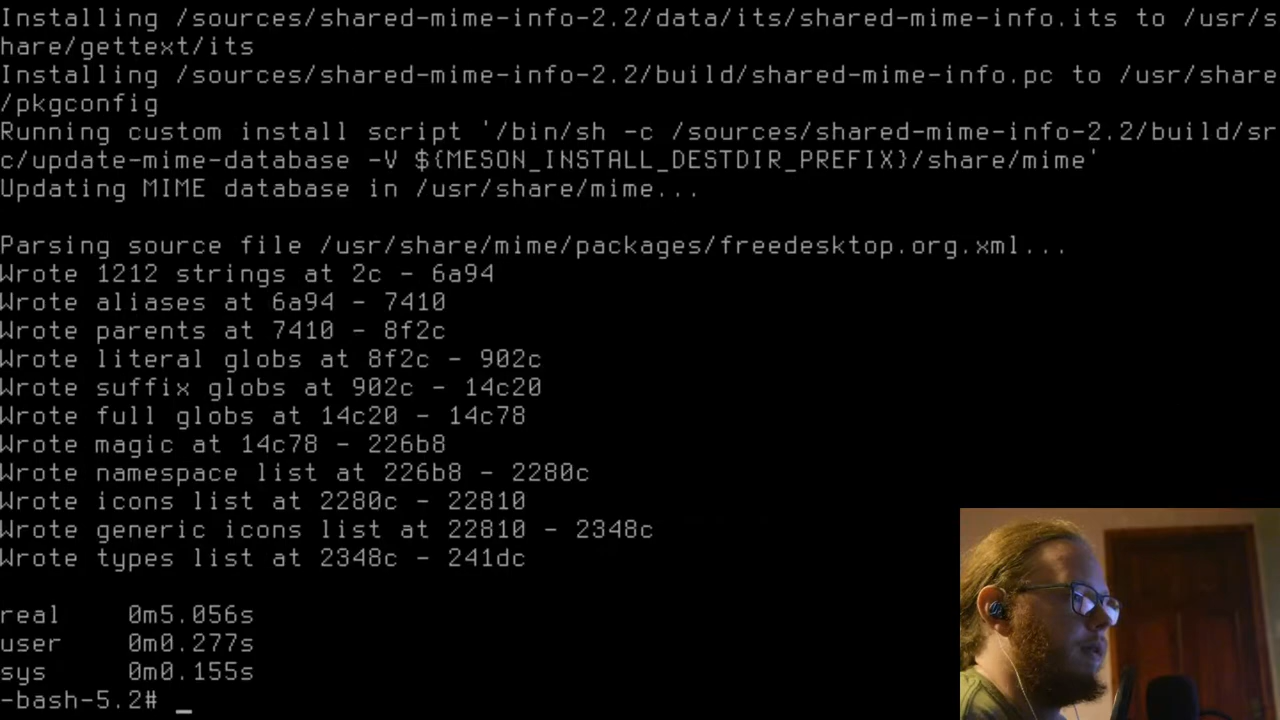 Installing /sources/shared-mime-info-2.2/data/its/shared-mime-info.its to /usr/s
hare/gettext/its
Installing /sources/shared-mime-info-2.2/build/shared-mime-info.pc to /usr/share
/pkgconfig
Running custom install script '/bin/sh -c /sources/shared-mime-info-2.2/build/sr
c/update-mime-database -V ${MESON_INSTALL_DESTDIR_PREFIX}/share/mime'
Updating MIME database in /usr/share/mime...
Parsing source file /usr/share/mime/packages/freedesktop.org.xml...
Wrote 1212 strings at 2c - 6a94
Wrote aliases at 6a94 - 7410
Wrote parents at 7410 - 8f2c
Wrote literal globs at 8f2c - 902c
Wrote suffix globs at 902c - 14c20
Wrote full globs at 14c20 - 14c78
Wrote magic at 14c78 - 226b8
Wrote namespace list at 226b8 - 2280c
Wrote icons list at 2280c - 22810
Wrote generic icons list at 22810 - 2348c
Wrote types list at 2348c - 241dc
real 0m5.056s
user 0m0.277s
sys 0m0.155s
-bash-5.2# _